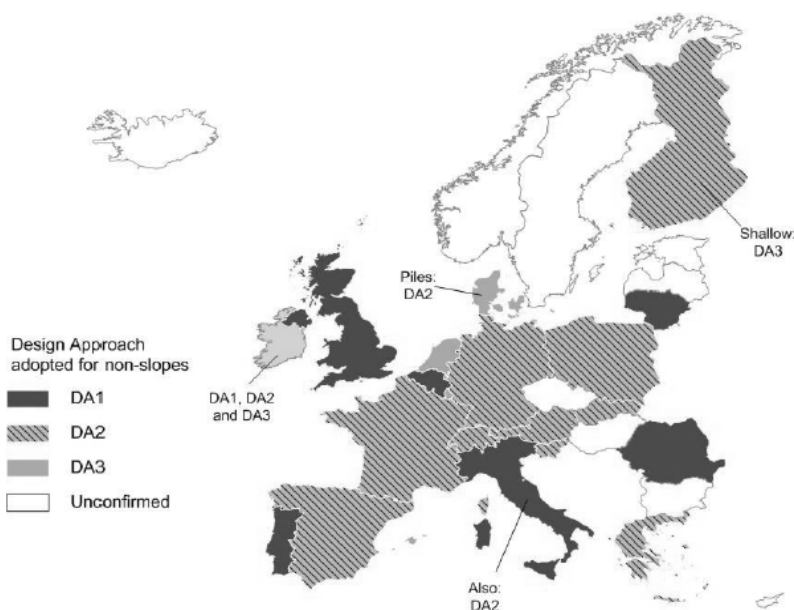 Shallow:
DA3
Piles:
DA2
Design Approach
adopted for non-slopes
DA1
DA2
DA3
Unconfirmed
DA1, DA2
and DA3
Also:
DA2